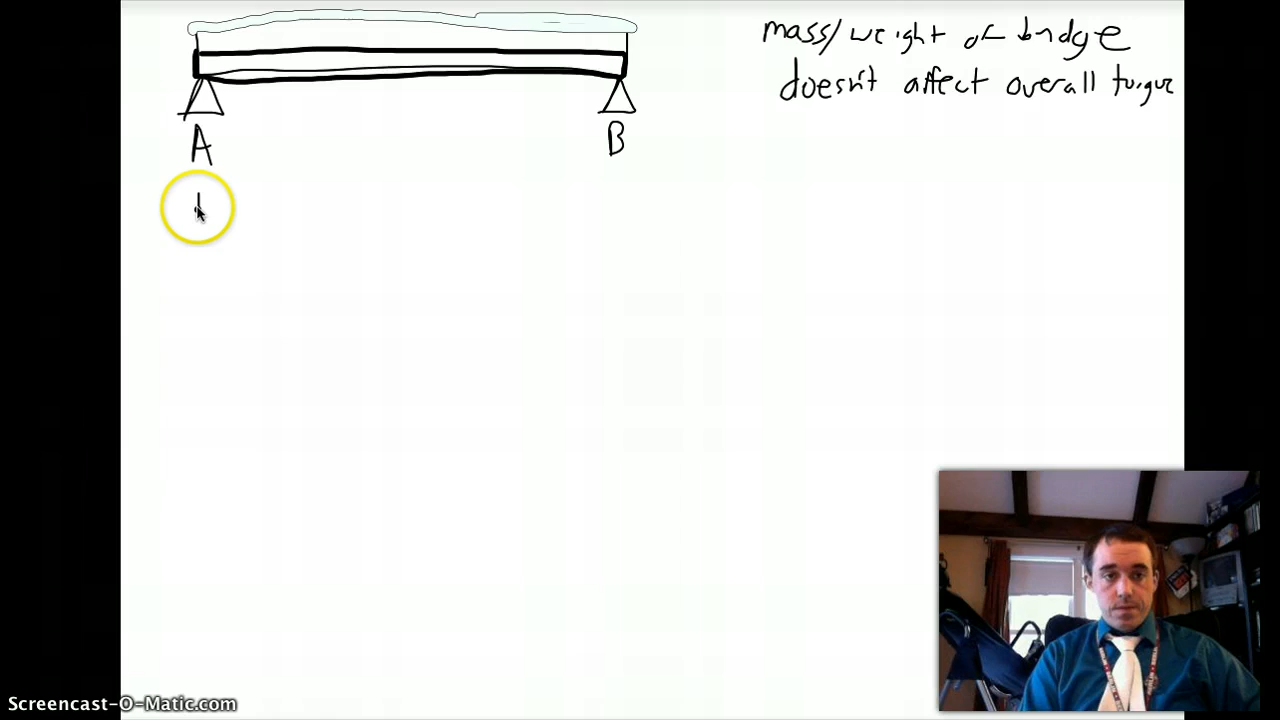 mass/weight of bridge
doesn't affect overall torque
A
B
Screencast-O-Matic.com